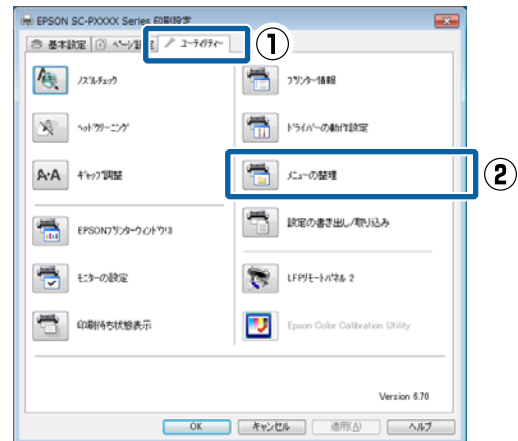 EPSON SC-PXXXX Series 印刷設定
基本設定 ページ設定 ユーティリティー
①
ノズルチェック
プリンター情報
ヘッドクリーニング
ドライバーの動作設定
ギャップ調整
メニューの整理
②
EPSONプリンターウィンドウ!3
設定の書き出し/取り込み
モニターの設定
LFPリモートパネル 2
印刷待ち状態表示
Epson Color Calibration Utility
Version 6.70
OK キャンセル 適用(A) ヘルプ